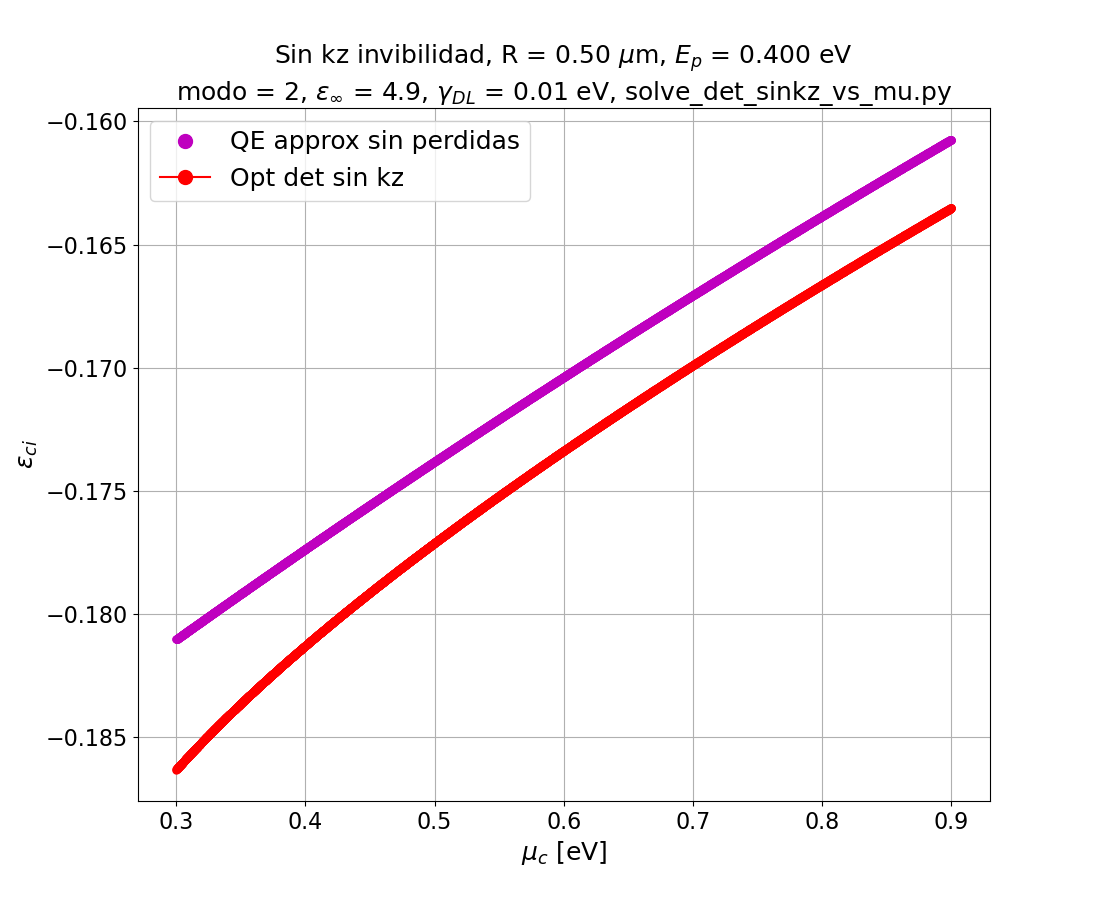 Sin kz invibilidad, R = 0.50 μm, E_p = 0.400 eV
modo = 2, ε_∞ = 4.9, γ_DL = 0.01 eV, solve_det_sinkz_vs_mu.py
QE approx sin perdidas
Opt det sin kz
−0.160
−0.165
−0.170
−0.175
−0.180
−0.185
ε_ci
0.3 0.4 0.5 0.6 0.7 0.8 0.9
μ_c [eV]